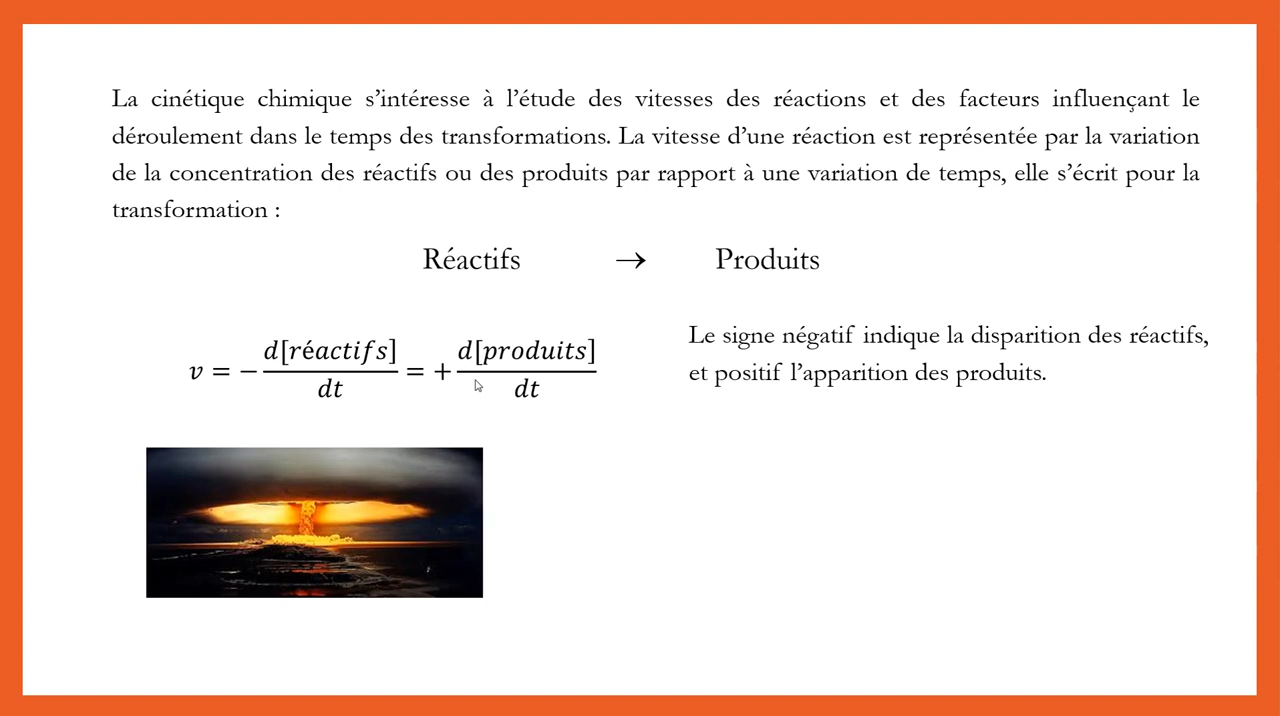 La cinétique chimique s’intéresse à l’étude des vitesses des réactions et des facteurs influençant le
déroulement dans le temps des transformations. La vitesse d’une réaction est représentée par la variation
de la concentration des réactifs ou des produits par rapport à une variation de temps, elle s’écrit pour la
transformation :
Réactifs → Produits
v = − d[réactifs]/dt = + d[produits]/dt
Le signe négatif indique la disparition des réactifs,
et positif l’apparition des produits.